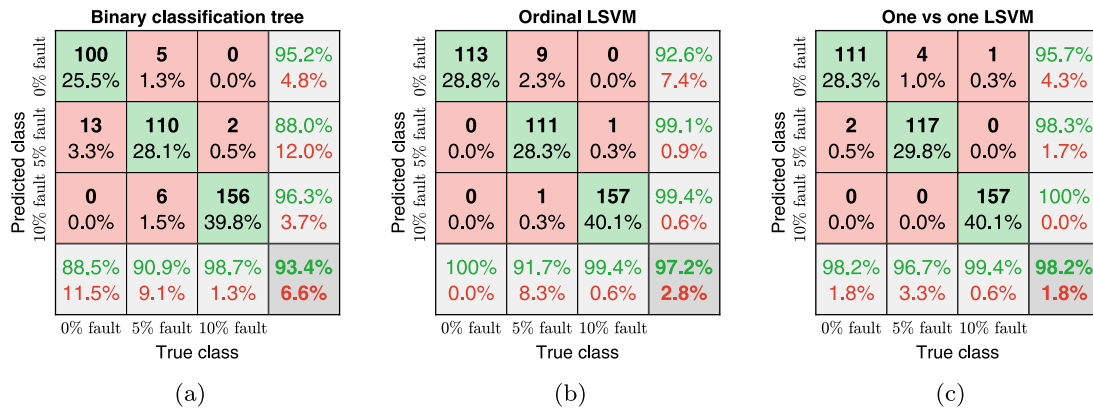 Binary classification tree
Predicted class
0% fault
5% fault
10% fault
100 5 0 95.2%
25.5% 1.3% 0.0% 4.8%
13 110 2 88.0%
3.3% 28.1% 0.5% 12.0%
0 6 156 96.3%
0.0% 1.5% 39.8% 3.7%
88.5% 90.9% 98.7% 93.4%
11.5% 9.1% 1.3% 6.6%
0% fault 5% fault 10% fault
True class
(a)
Ordinal LSVM
Predicted class
0% fault
5% fault
10% fault
113 9 0 92.6%
28.8% 2.3% 0.0% 7.4%
0 111 1 99.1%
0.0% 28.3% 0.3% 0.9%
0 1 157 99.4%
0.0% 0.3% 40.1% 0.6%
100% 91.7% 99.4% 97.2%
0.0% 8.3% 0.6% 2.8%
0% fault 5% fault 10% fault
True class
(b)
One vs one LSVM
Predicted class
0% fault
5% fault
10% fault
111 4 1 95.7%
28.3% 1.0% 0.3% 4.3%
2 117 0 98.3%
0.5% 29.8% 0.0% 1.7%
0 0 157 100%
0.0% 0.0% 40.1% 0.0%
98.2% 96.7% 99.4% 98.2%
1.8% 3.3% 0.6% 1.8%
0% fault 5% fault 10% fault
True class
(c)